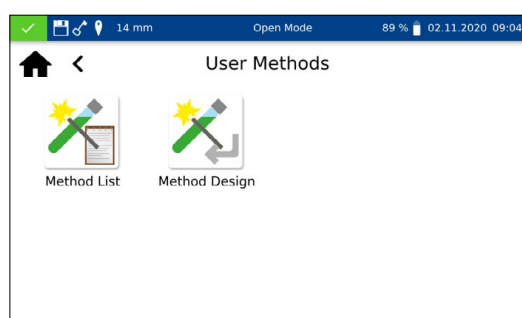 14 mm Open Mode 89 % 02.11.2020 09:04
User Methods
Method List Method Design